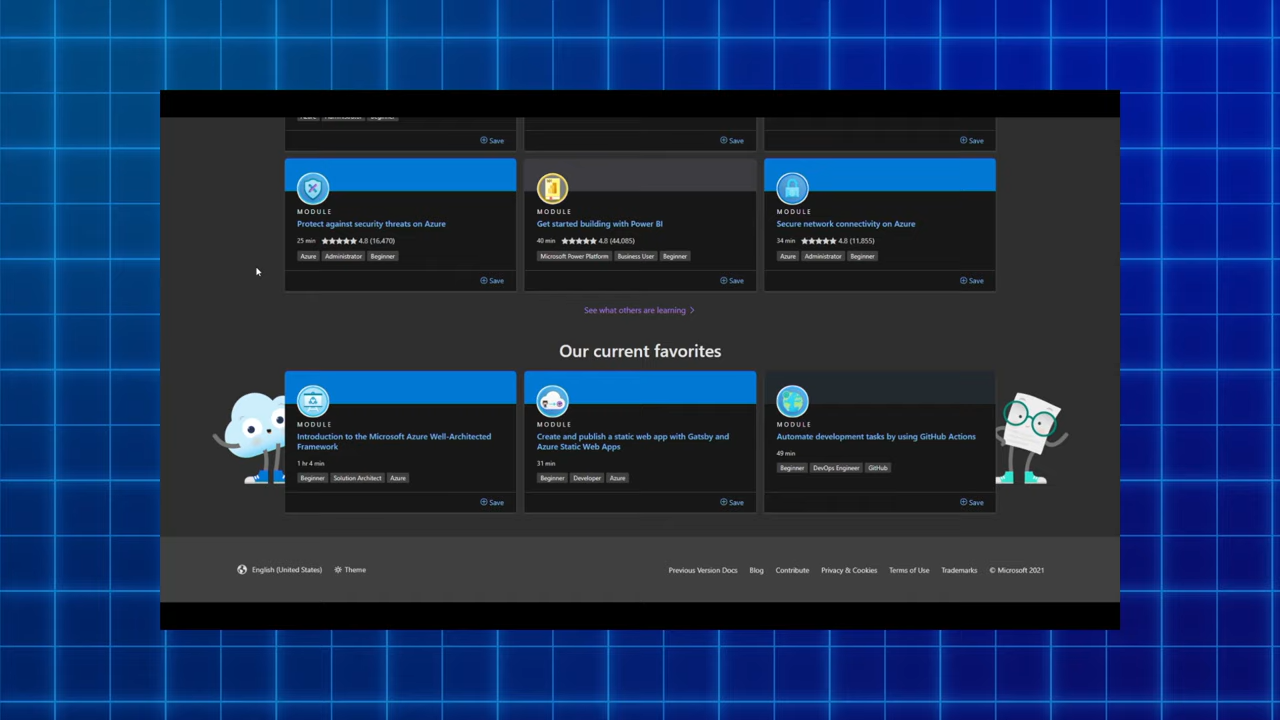 Azure Administrator Beginner
Save Save Save
MODULE
Protect against security threats on Azure
25 min 4.8 (16,470)
Azure Administrator Beginner
Save
MODULE
Get started building with Power BI
40 min 4.8 (44,085)
Microsoft Power Platform Business User Beginner
Save
MODULE
Secure network connectivity on Azure
34 min 4.8 (11,855)
Azure Administrator Beginner
Save
See what others are learning
Our current favorites
MODULE
Introduction to the Microsoft Azure Well-Architected
Framework
1 hr 4 min
Beginner Solution Architect Azure
Save
MODULE
Create and publish a static web app with Gatsby and
Azure Static Web Apps
31 min
Beginner Developer Azure
Save
MODULE
Automate development tasks by using GitHub Actions
49 min
Beginner DevOps Engineer GitHub
Save
English (United States) Theme
Previous Version Docs Blog Contribute Privacy & Cookies Terms of Use Trademarks © Microsoft 2021